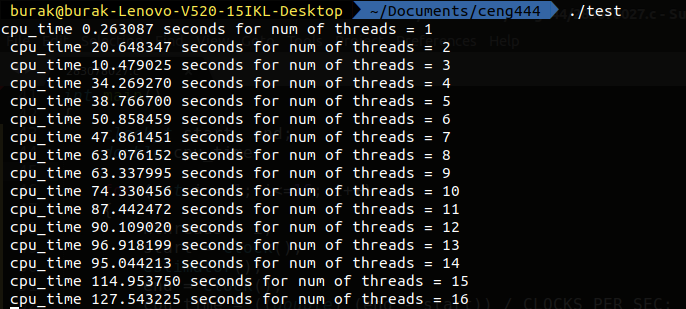 burak@burak-Lenovo-V520-15IKL-Desktop ~/Documents/ceng444 ./test
cpu_time 0.263087 seconds for num of threads = 1
cpu_time 20.648347 seconds for num of threads = 2
cpu_time 10.479025 seconds for num of threads = 3
cpu_time 34.269270 seconds for num of threads = 4
cpu_time 38.766700 seconds for num of threads = 5
cpu_time 50.858459 seconds for num of threads = 6
cpu_time 47.861451 seconds for num of threads = 7
cpu_time 63.076152 seconds for num of threads = 8
cpu_time 63.337995 seconds for num of threads = 9
cpu_time 74.330456 seconds for num of threads = 10
cpu_time 87.442472 seconds for num of threads = 11
cpu_time 90.109020 seconds for num of threads = 12
cpu_time 96.918199 seconds for num of threads = 13
cpu_time 95.044213 seconds for num of threads = 14
cpu_time 114.953750 seconds for num of threads = 15
cpu_time 127.543225 seconds for num of threads = 16